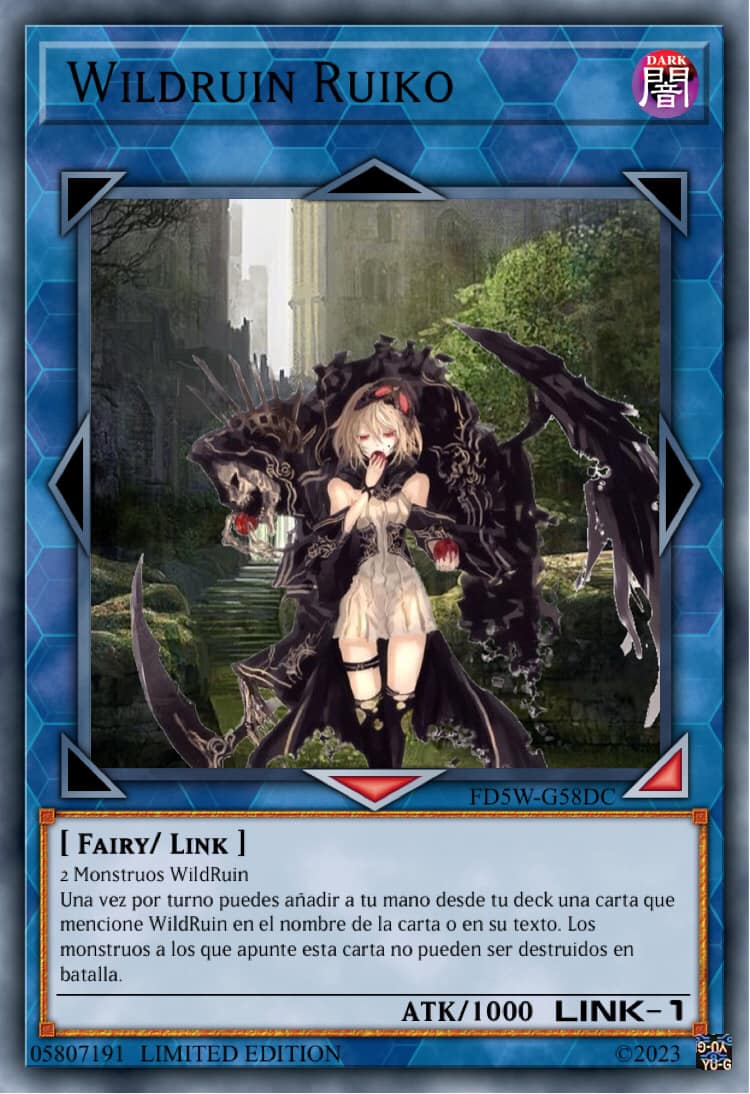 Wildruin Ruiko
DARK
闇
FD5W-G58DC
[ Fairy/ Link ]
2 Monstruos WildRuin
Una vez por turno puedes añadir a tu mano desde tu deck una carta que
mencione WildRuin en el nombre de la carta o en su texto. Los
monstruos a los que apunte esta carta no pueden ser destruidos en
batalla.
ATK/1000 LINK-1
05807191 LIMITED EDITION ©2023
YU-G
YU-G